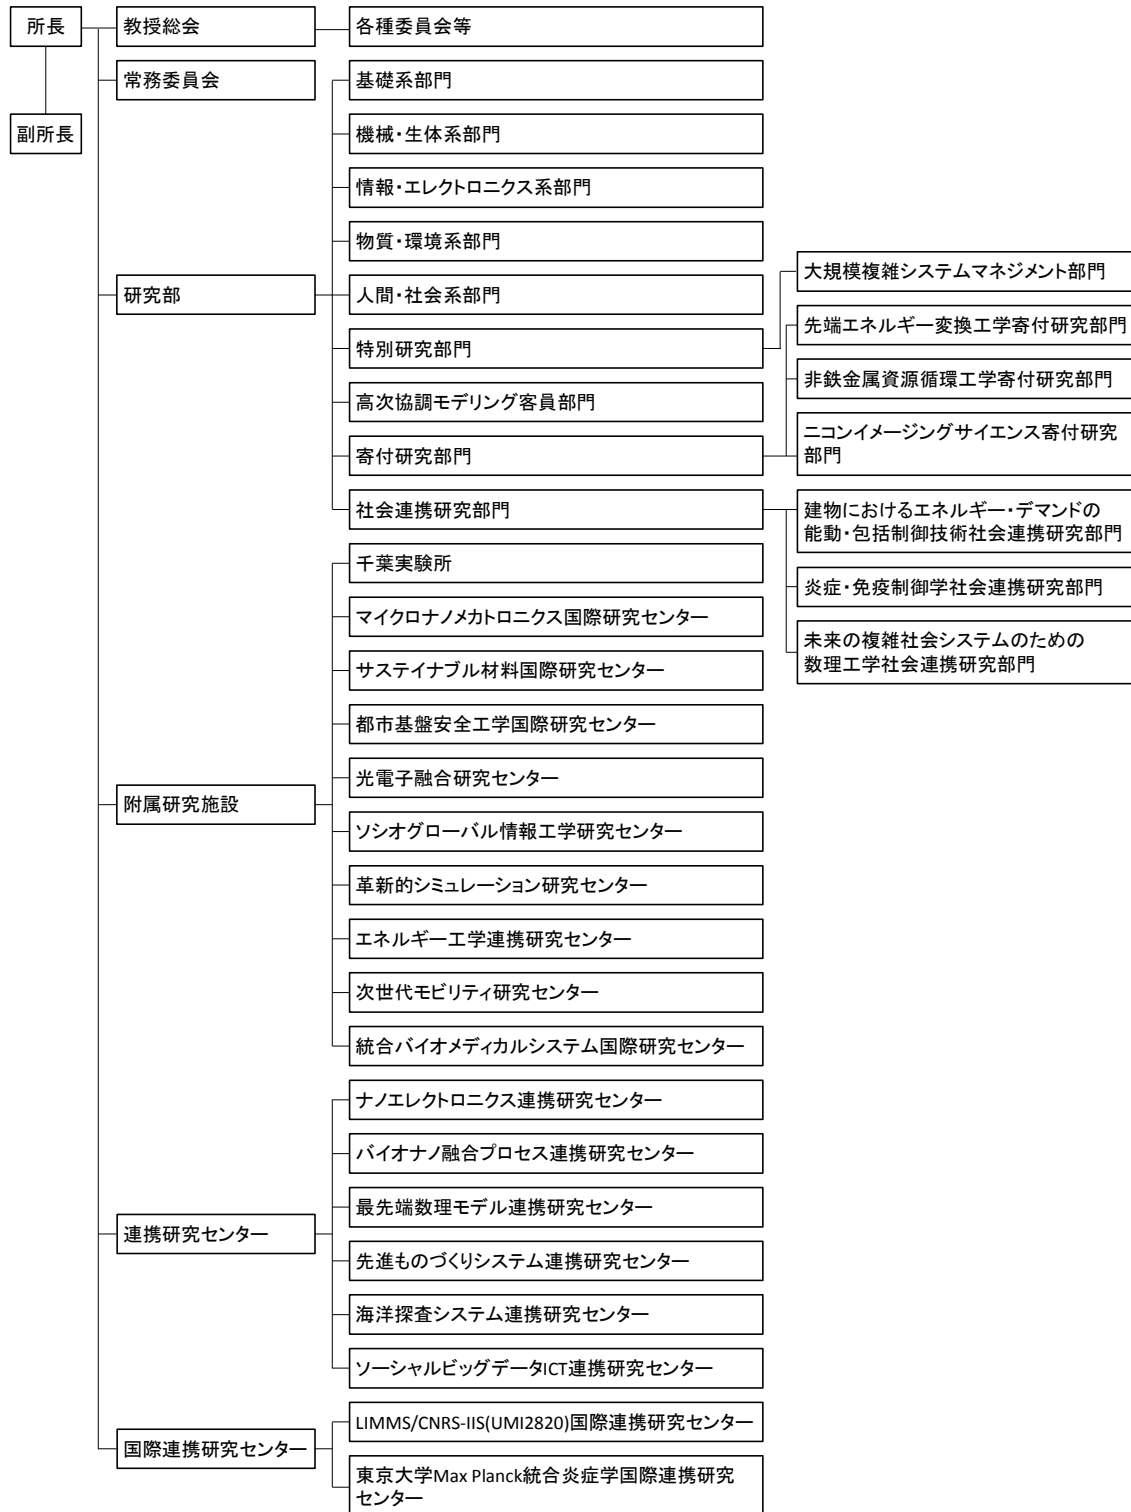 所長
教授総会
各種委員会等
常務委員会
基礎系部門
副所長
機械・生体系部門
情報・エレクトロニクス系部門
物質・環境系部門
大規模複雑システムマネジメント部門
研究部
人間・社会系部門
先端エネルギー変換工学寄付研究部門
特別研究部門
非鉄金属資源循環工学寄付研究部門
高次協調モデリング客員部門
ニコンイメージングサイエンス寄付研究
部門
寄付研究部門
社会連携研究部門
建物におけるエネルギー・デマンドの
能動・包括制御技術社会連携研究部門
千葉実験所
炎症・免疫制御学社会連携研究部門
マイクロナノメカトロニクス国際研究センター
未来の複雑社会システムのための
数理工学社会連携研究部門
サステイナブル材料国際研究センター
都市基盤安全工学国際研究センター
光電子融合研究センター
附属研究施設
ソシオグローバル情報工学研究センター
革新的シミュレーション研究センター
エネルギー工学連携研究センター
次世代モビリティ研究センター
統合バイオメディカルシステム国際研究センター
ナノエレクトロニクス連携研究センター
バイオナノ融合プロセス連携研究センター
最先端数理モデル連携研究センター
連携研究センター
先進ものづくりシステム連携研究センター
海洋探査システム連携研究センター
ソーシャルビッグデータICT連携研究センター
LIMMS/CNRS-IIS(UMI2820)国際連携研究センター
国際連携研究センター
東京大学Max Planck統合炎症学国際連携研究
センター